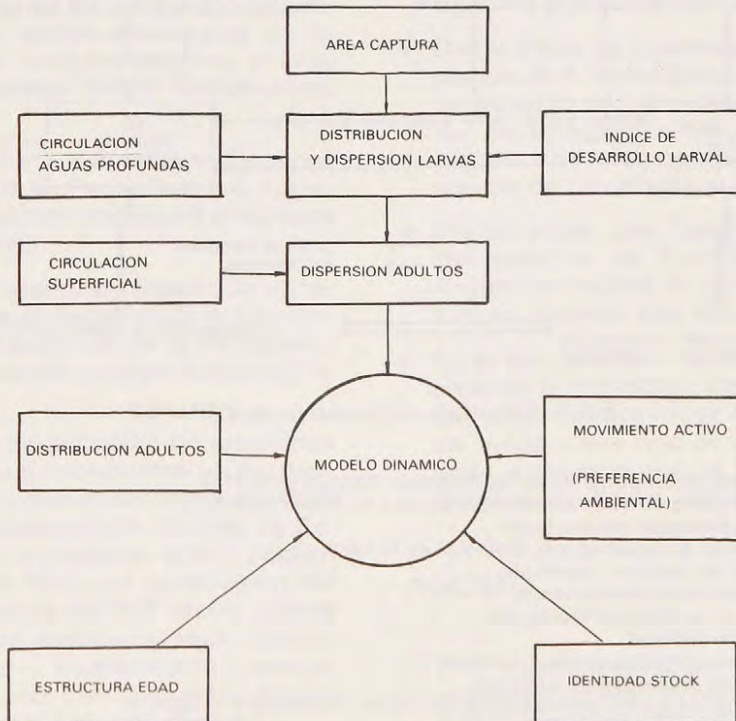 AREA CAPTURA
CIRCULACION
AGUAS PROFUNDAS
DISTRIBUCION
Y DISPERSION LARVAS
INDICE DE
DESARROLLO LARVAL
CIRCULACION
SUPERFICIAL
DISPERSION ADULTOS
DISTRIBUCION ADULTOS
MODELO DINAMICO
MOVIMIENTO ACTIVO
(PREFERENCIA
AMBIENTAL)
ESTRUCTURA EDAD
IDENTIDAD STOCK